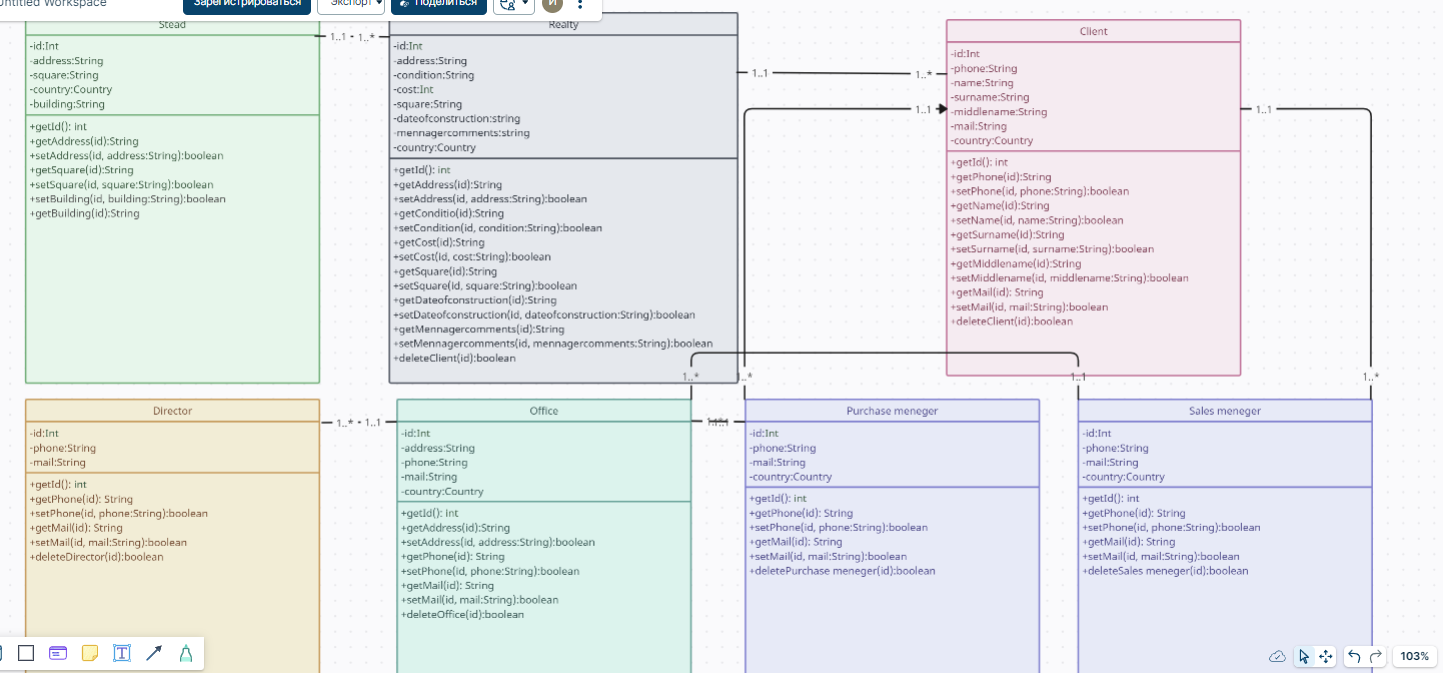 Untitled Workspace
Зарегистрироваться
Экспорт
Поделиться
И
Stead
-id:Int
-address:String
-square:String
-country:Country
-building:String
+getId(): int
+getAddress(id):String
+setAddress(id, address:String):boolean
+getSquare(id):String
+setSquare(id, square:String):boolean
+setBuilding(id, building:String):boolean
+getBuilding(id):String
1..1
1..*
Realty
-id:Int
-address:String
-condition:String
-cost:Int
-square:String
-dateofconstruction:string
-mennagercomments:string
-country:Country
+getId(): int
+getAddress(id):String
+setAddress(id, address:String):boolean
+getConditio(id):String
+setCondition(id, condition:String):boolean
+getCost(id):String
+setCost(id, cost:String):boolean
+getSquare(id):String
+setSquare(id, square:String):boolean
+getDateofconstruction(id):String
+setDateofconstruction(id, dateofconstruction:String):boolean
+getMennagercomments(id):String
+setMennagercomments(id, mennagercomments:String):boolean
+deleteClient(id):boolean
1..1
1..*
1..1
Client
-id:Int
-phone:String
-name:String
-surname:String
-middlename:String
-mail:String
-country:Country
+getId(): int
+getPhone(id):String
+setPhone(id, phone:String):boolean
+getName(id):String
+setName(id, name:String):boolean
+getSurname(id):String
+setSurname(id, surname:String):boolean
+getMiddlename(id):String
+setMiddlename(id, middlename:String):boolean
+getMail(id): String
+setMail(id, mail:String):boolean
+deleteClient(id):boolean
1..1
1..*
1..*
1..1
1..*
Director
-id:Int
-phone:String
-mail:String
+getId(): int
+getPhone(id): String
+setPhone(id, phone:String):boolean
+getMail(id): String
+setMail(id, mail:String):boolean
+deleteDirector(id):boolean
1..*
1..1
Office
-id:Int
-address:String
-phone:String
-mail:String
-country:Country
+getId(): int
+getAddress(id):String
+setAddress(id, address:String):boolean
+getPhone(id): String
+setPhone(id, phone:String):boolean
+getMail(id): String
+setMail(id, mail:String):boolean
+deleteOffice(id):boolean
Purchase meneger
-id:Int
-phone:String
-mail:String
-country:Country
+getId(): int
+getPhone(id): String
+setPhone(id, phone:String):boolean
+getMail(id): String
+setMail(id, mail:String):boolean
+deletePurchase meneger(id):boolean
Sales meneger
-id:Int
-phone:String
-mail:String
-country:Country
+getId(): int
+getPhone(id): String
+setPhone(id, phone:String):boolean
+getMail(id): String
+setMail(id, mail:String):boolean
+deleteSales meneger(id):boolean
T
103%